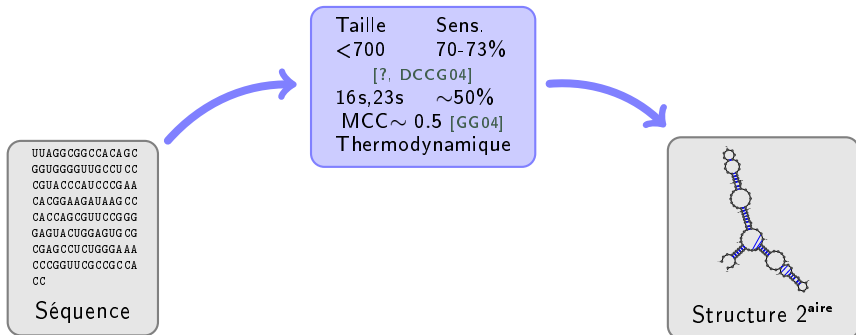 Taille Sens.
<700 70-73%
[?, DCCG04]
16s,23s ~50%
MCC~ 0.5 [GG04]
Thermodynamique
UUAGGCGGCCACAGC
GGUGGGGUUGCCUCC
CGUACCCAUCCCGAA
CACGGAAGAUAAGCC
CACCAGCGUUCCGGG
GAGUACUGGAGUGCG
CGAGCCUCUGGGAAA
CCCGGUUCGCCGCCA
CC
Séquence
Structure 2aire